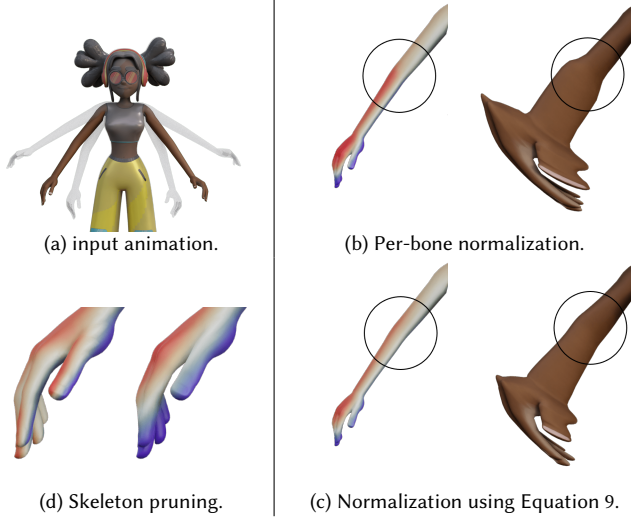 (a) input animation.
(b) Per-bone normalization.
(d) Skeleton pruning.
(c) Normalization using Equation 9.